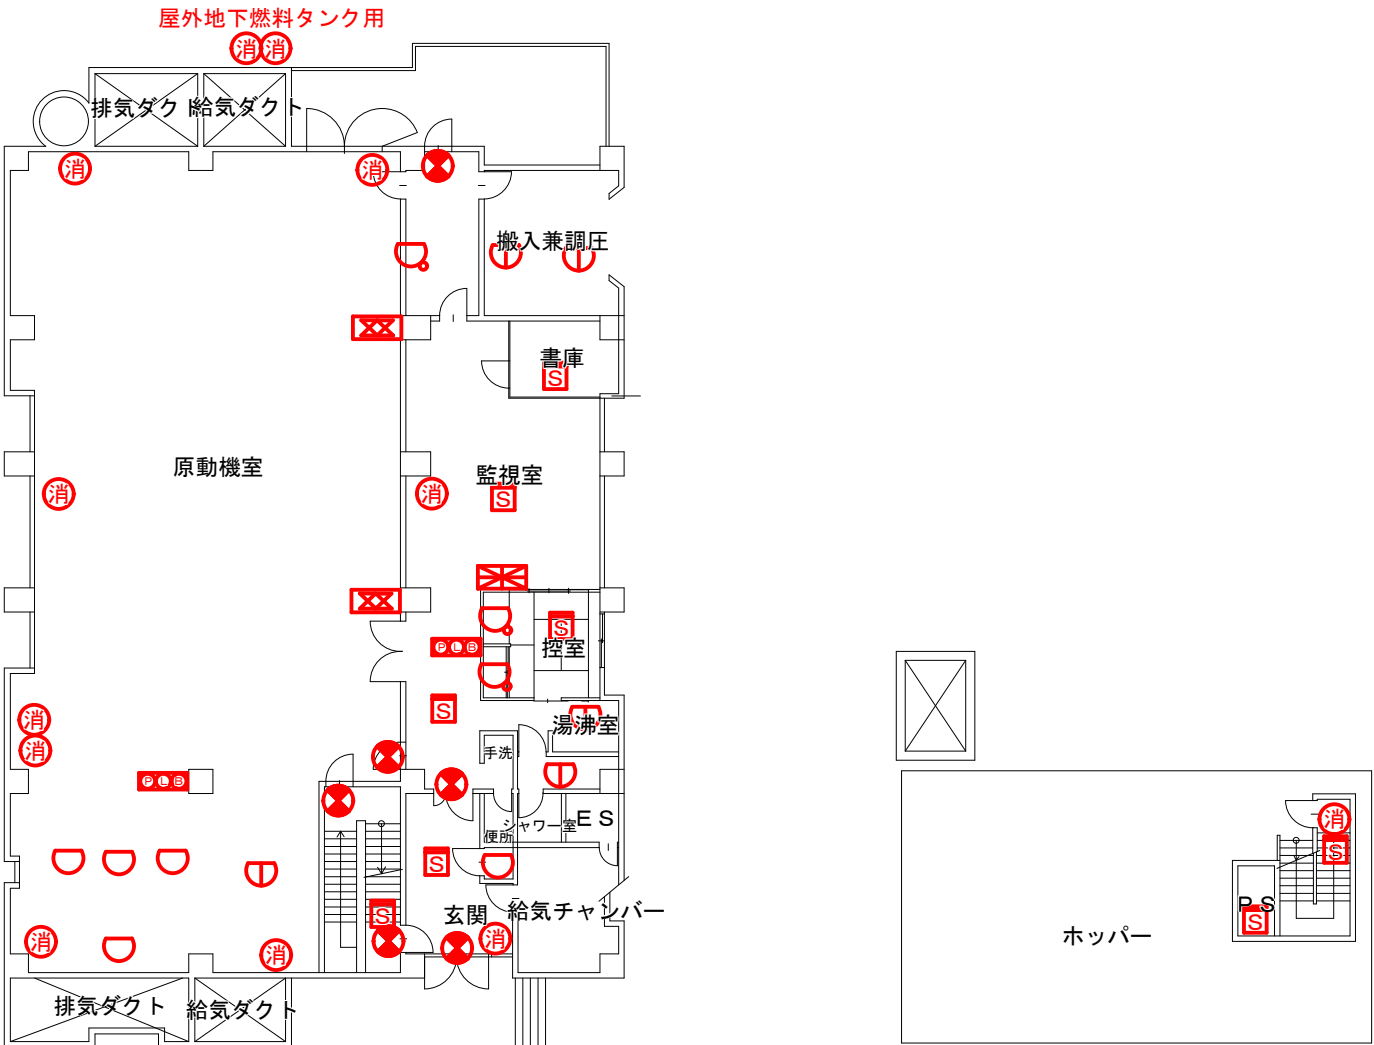 屋外地下燃料タンク用
消 消
排気ダクト
給気ダクト
消
消
搬入兼調圧
書庫
S
原動機室
監視室
消
消
S
S
控室
P L B
S
湯沸室
消
消
手洗
P L B
シャワー室
ES
便所
S
S
玄関
給気チャンバー
消
消
消
排気ダクト
給気ダクト
消
S
PS
S
ホッパー